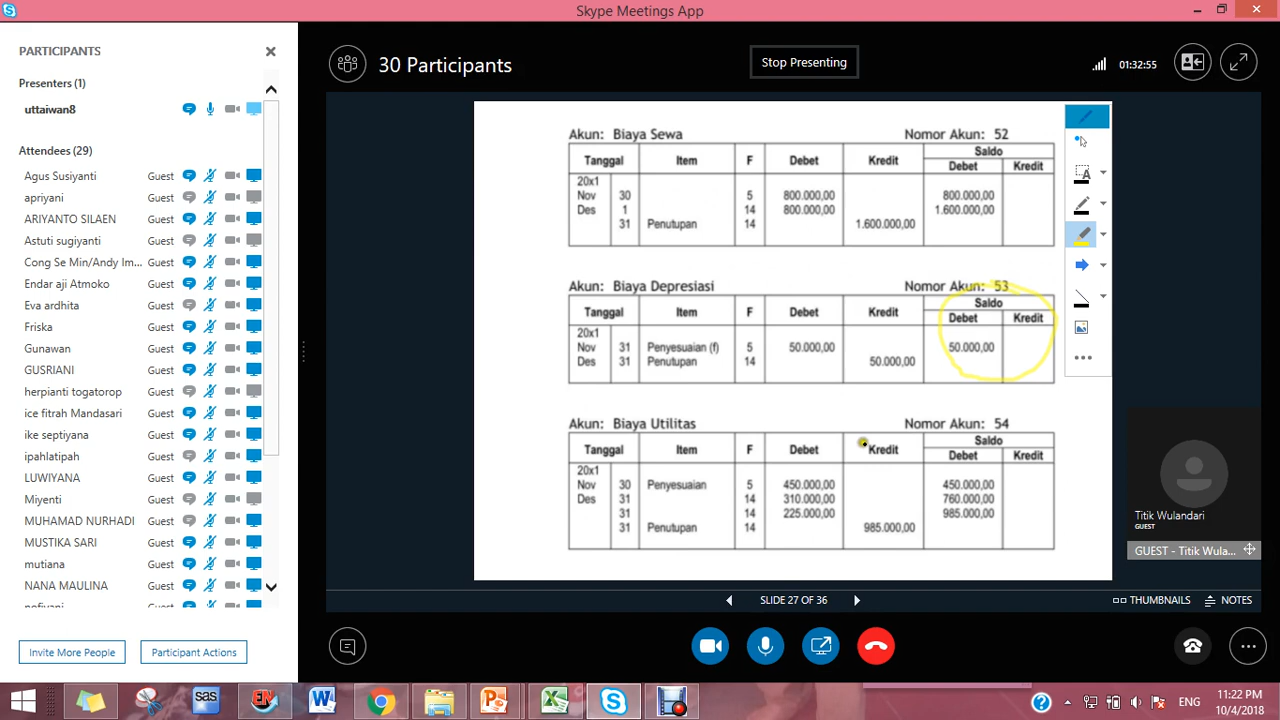 Skype Meetings App
PARTICIPANTS
Presenters (1)
uttaiwan8
Attendees (29)
Agus Susiyanti Guest
apriyani Guest
ARIYANTO SILAEN Guest
Astuti sugiyanti Guest
Cong Se Min/Andy Im... Guest
Endar aji Atmoko Guest
Eva ardhita Guest
Friska Guest
Gunawan Guest
GUSRIANI Guest
herpianti togatorop Guest
ice fitrah Mandasari Guest
ike septiyana Guest
ipahlatipah Guest
LUWIYANA Guest
Miyenti Guest
MUHAMAD NURHADI Guest
MUSTIKA SARI Guest
mutiana Guest
NANA MAULINA Guest
Invite More People Participant Actions
30 Participants
Stop Presenting
01:32:55
Akun: Biaya Sewa Nomor Akun: 52
Tanggal Item F Debet Kredit Saldo
Debet Kredit
20x1
Nov 30 5 800.000,00 800.000,00
Des 1 14 800.000,00 1.600.000,00
31 Penutupan 14 1.600.000,00
Akun: Biaya Depresiasi Nomor Akun: 53
Tanggal Item F Debet Kredit Saldo
Debet Kredit
20x1
Nov 31 Penyesuaian (f) 5 50.000,00 50.000,00
Des 31 Penutupan 14 50.000,00
Akun: Biaya Utilitas Nomor Akun: 54
Tanggal Item F Debet Kredit Saldo
Debet Kredit
20x1
Nov 30 Penyesuaian 5 450.000,00 450.000,00
Des 31 14 310.000,00 760.000,00
31 14 225.000,00 985.000,00
31 Penutupan 14 985.000,00
A
Titik Wulandari
GUEST
GUEST - Titik Wula...
SLIDE 27 OF 36
THUMBNAILS
NOTES
sas
EN
ENG
11:22 PM
10/4/2018